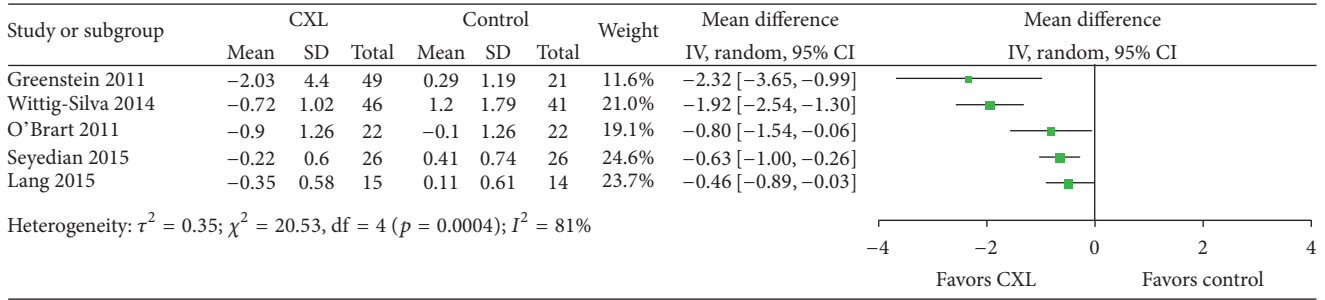 Study or subgroup CXL Control Weight Mean difference Mean difference
Mean SD Total Mean SD Total IV, random, 95% CI IV, random, 95% CI
Greenstein 2011 −2.03 4.4 49 0.29 1.19 21 11.6% −2.32 [−3.65, −0.99]
Wittig-Silva 2014 −0.72 1.02 46 1.2 1.79 41 21.0% −1.92 [−2.54, −1.30]
O’Brart 2011 −0.9 1.26 22 −0.1 1.26 22 19.1% −0.80 [−1.54, −0.06]
Seyedian 2015 −0.22 0.6 26 0.41 0.74 26 24.6% −0.63 [−1.00, −0.26]
Lang 2015 −0.35 0.58 15 0.11 0.61 14 23.7% −0.46 [−0.89, −0.03]
Heterogeneity: τ² = 0.35; χ² = 20.53, df = 4 (p = 0.0004); I² = 81%
−4 −2 0 2 4
Favors CXL Favors control